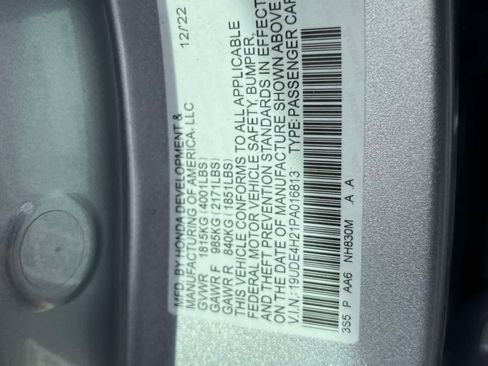 MFD. BY HONDA DEVELOPMENT & 12/22
MANUFACTURING OF AMERICA, LLC
GVWR 1815KG (4001LBS)
GAWR F 985KG (2171LBS)
GAWR R 840KG (1851LBS)
THIS VEHICLE CONFORMS TO ALL APPLICABLE
FEDERAL MOTOR VEHICLE SAFETY, BUMPER,
AND THEFT PREVENTION STANDARDS IN EFFECT
ON THE DATE OF MANUFACTURE SHOWN ABOVE.
V.I.N.:19UDE4H21PA016813 TYPE:PASSENGER CAR
3S5 P AA6 NH830M .A .A